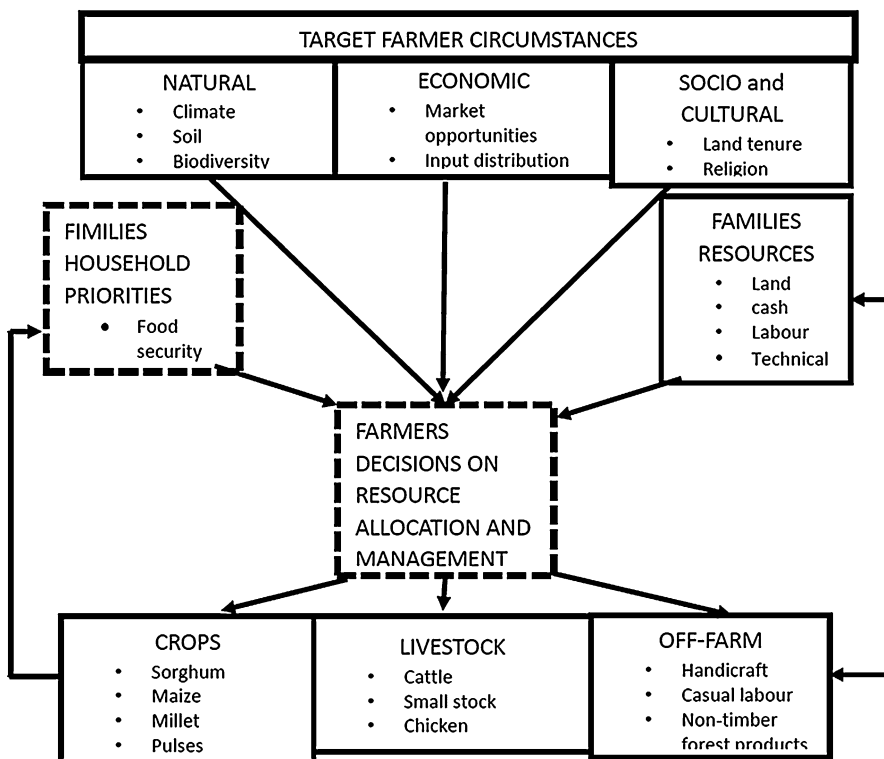 TARGET FARMER CIRCUMSTANCES
NATURAL
• Climate
• Soil
• Biodiversity
ECONOMIC
• Market
opportunities
• Input distribution
SOCIO and
CULTURAL
• Land tenure
• Religion
FIMILIES
HOUSEHOLD
PRIORITIES
• Food
security
FAMILIES
RESOURCES
• Land
• cash
• Labour
• Technical
FARMERS
DECISIONS ON
RESOURCE
ALLOCATION AND
MANAGEMENT
CROPS
• Sorghum
• Maize
• Millet
• Pulses
LIVESTOCK
• Cattle
• Small stock
• Chicken
OFF-FARM
• Handicraft
• Casual labour
• Non-timber
forest products